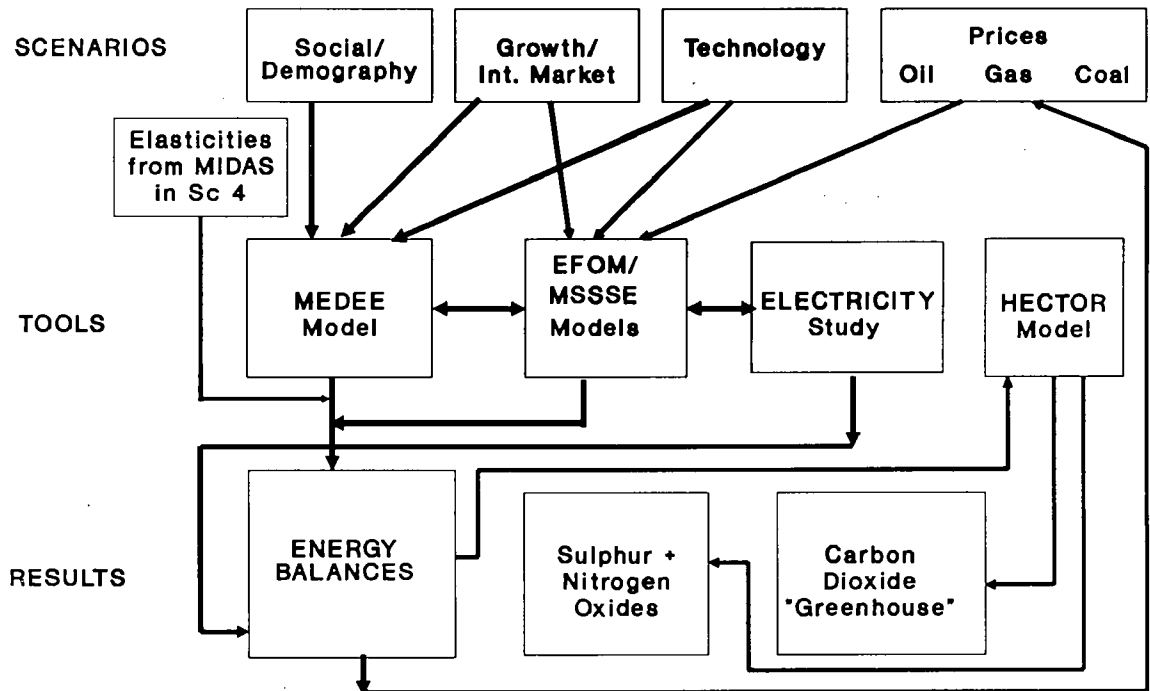 SCENARIOS
Social/
Demography
Growth/
Int. Market
Technology
Prices
Oil Gas Coal
Elasticities
from MIDAS
in Sc 4
TOOLS
MEDEE
Model
EFOM/
MSSSE
Models
ELECTRICITY
Study
HECTOR
Model
RESULTS
ENERGY
BALANCES
Sulphur +
Nitrogen
Oxides
Carbon
Dioxide
"Greenhouse"